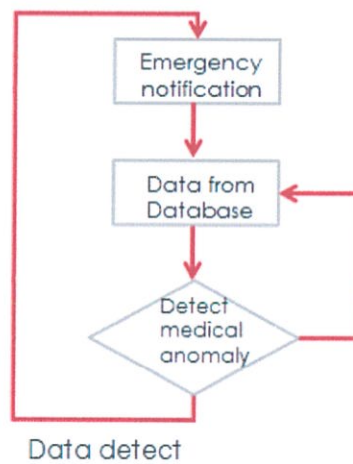 Emergency
notification
Data from
Database
Detect
medical
anomaly
Data detect